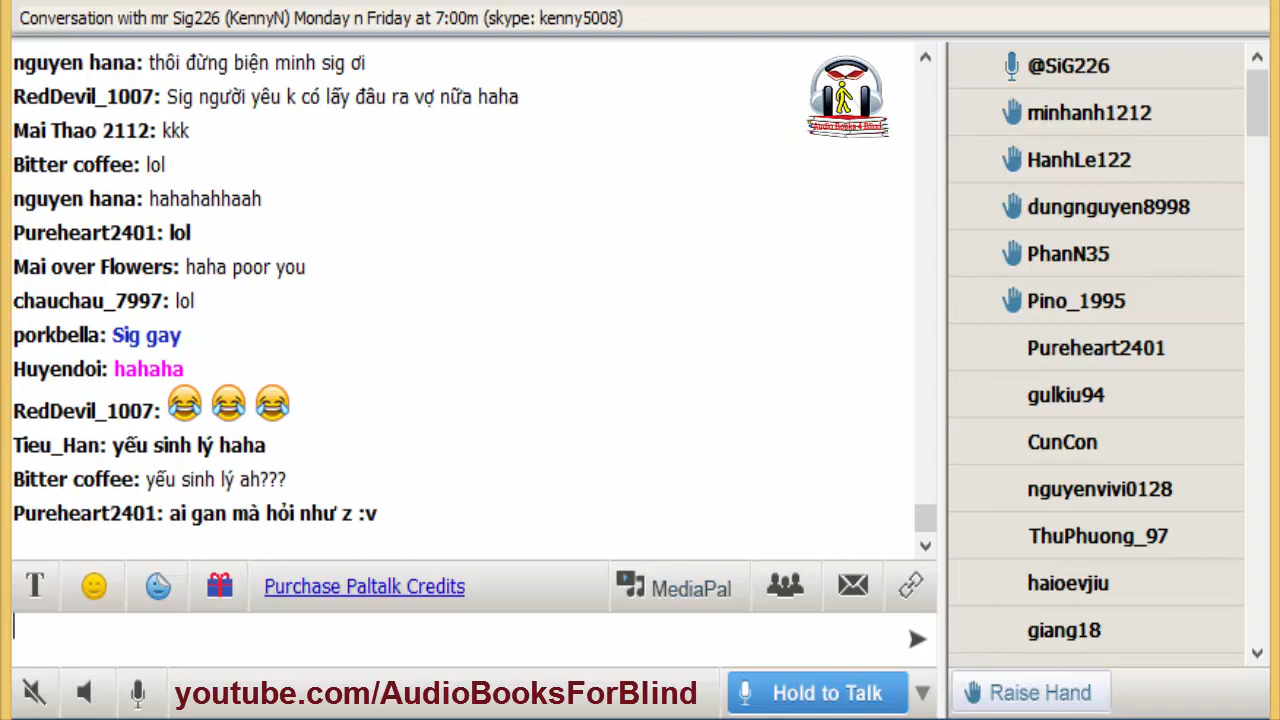 Conversation with mr Sig226 (KennyN) Monday n Friday at 7:00m (skype: kenny5008)
nguyen hana: thôi đừng biện minh sig ơi
RedDevil_1007: Sig người yêu k có lấy đâu ra vợ nữa haha
Mai Thao 2112: kkk
Bitter coffee: lol
nguyen hana: hahahahhaah
Pureheart2401: lol
Mai over Flowers: haha poor you
chauchau_7997: lol
porkbella: Sig gay
Huyendoi: hahaha
RedDevil_1007: 😂 😂 😂
Tieu_Han: yếu sinh lý haha
Bitter coffee: yếu sinh lý ah???
Pureheart2401: ai gan mà hỏi như z :v
Audio Books 4 Blind
@SiG226
minhanh1212
HanhLe122
dungnguyen8998
PhanN35
Pino_1995
Pureheart2401
gulkiu94
CunCon
nguyenvivi0128
ThuPhuong_97
haioevjiu
giang18
T
Purchase Paltalk Credits
MediaPal
youtube.com/AudioBooksForBlind
Hold to Talk
Raise Hand